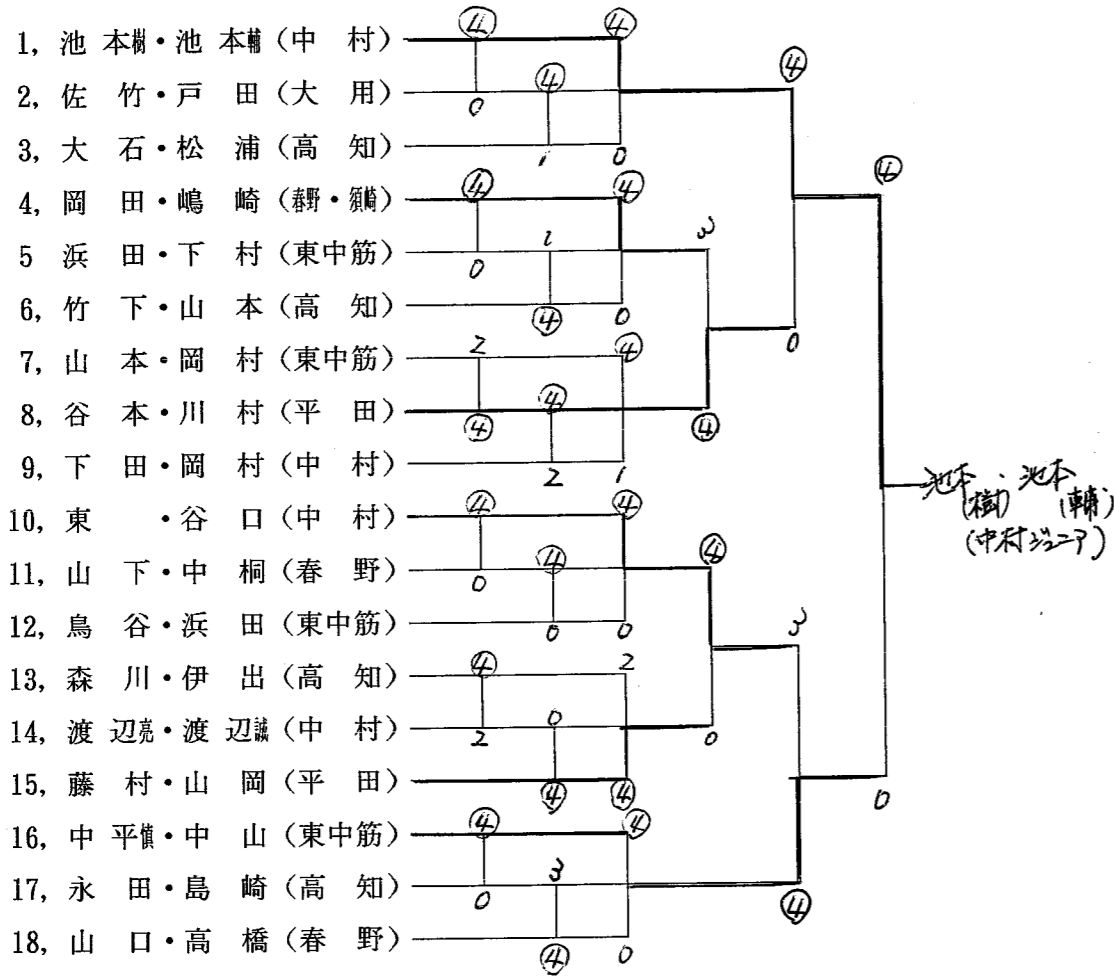 1, 池 本樹・池 本輔 (中 村) ④ ④
④
2, 佐 竹・戸 田 (大 用) 0 ④
3, 大 石・松 浦 (高 知) 1 0
④
4, 岡 田・嶋 崎 (春野・須崎) ④ ④
3
5 浜 田・下 村 (東中筋) 0 1
6, 竹 下・山 本 (高 知) ④ 0
0
7, 山 本・岡 村 (東中筋) 2 ④
8, 谷 本・川 村 (平 田) ④ ④ ④
9, 下 田・岡 村 (中 村) 2 1
池本(樹)・池本(輔)
(中村ジュニア)
10, 東 ・谷 口 (中 村) ④ ④
④
11, 山 下・中 桐 (春 野) 0 ④
12, 鳥 谷・浜 田 (東中筋) 0 0
3
13, 森 川・伊 出 (高 知) ④ 2
14, 渡 辺亮・渡 辺誠 (中 村) 2 0 0
15, 藤 村・山 岡 (平 田) ④ ④
0
16, 中 平慎・中 山 (東中筋) ④ ④
17, 永 田・島 崎 (高 知) 0 3
④
18, 山 口・高 橋 (春 野) ④ 0